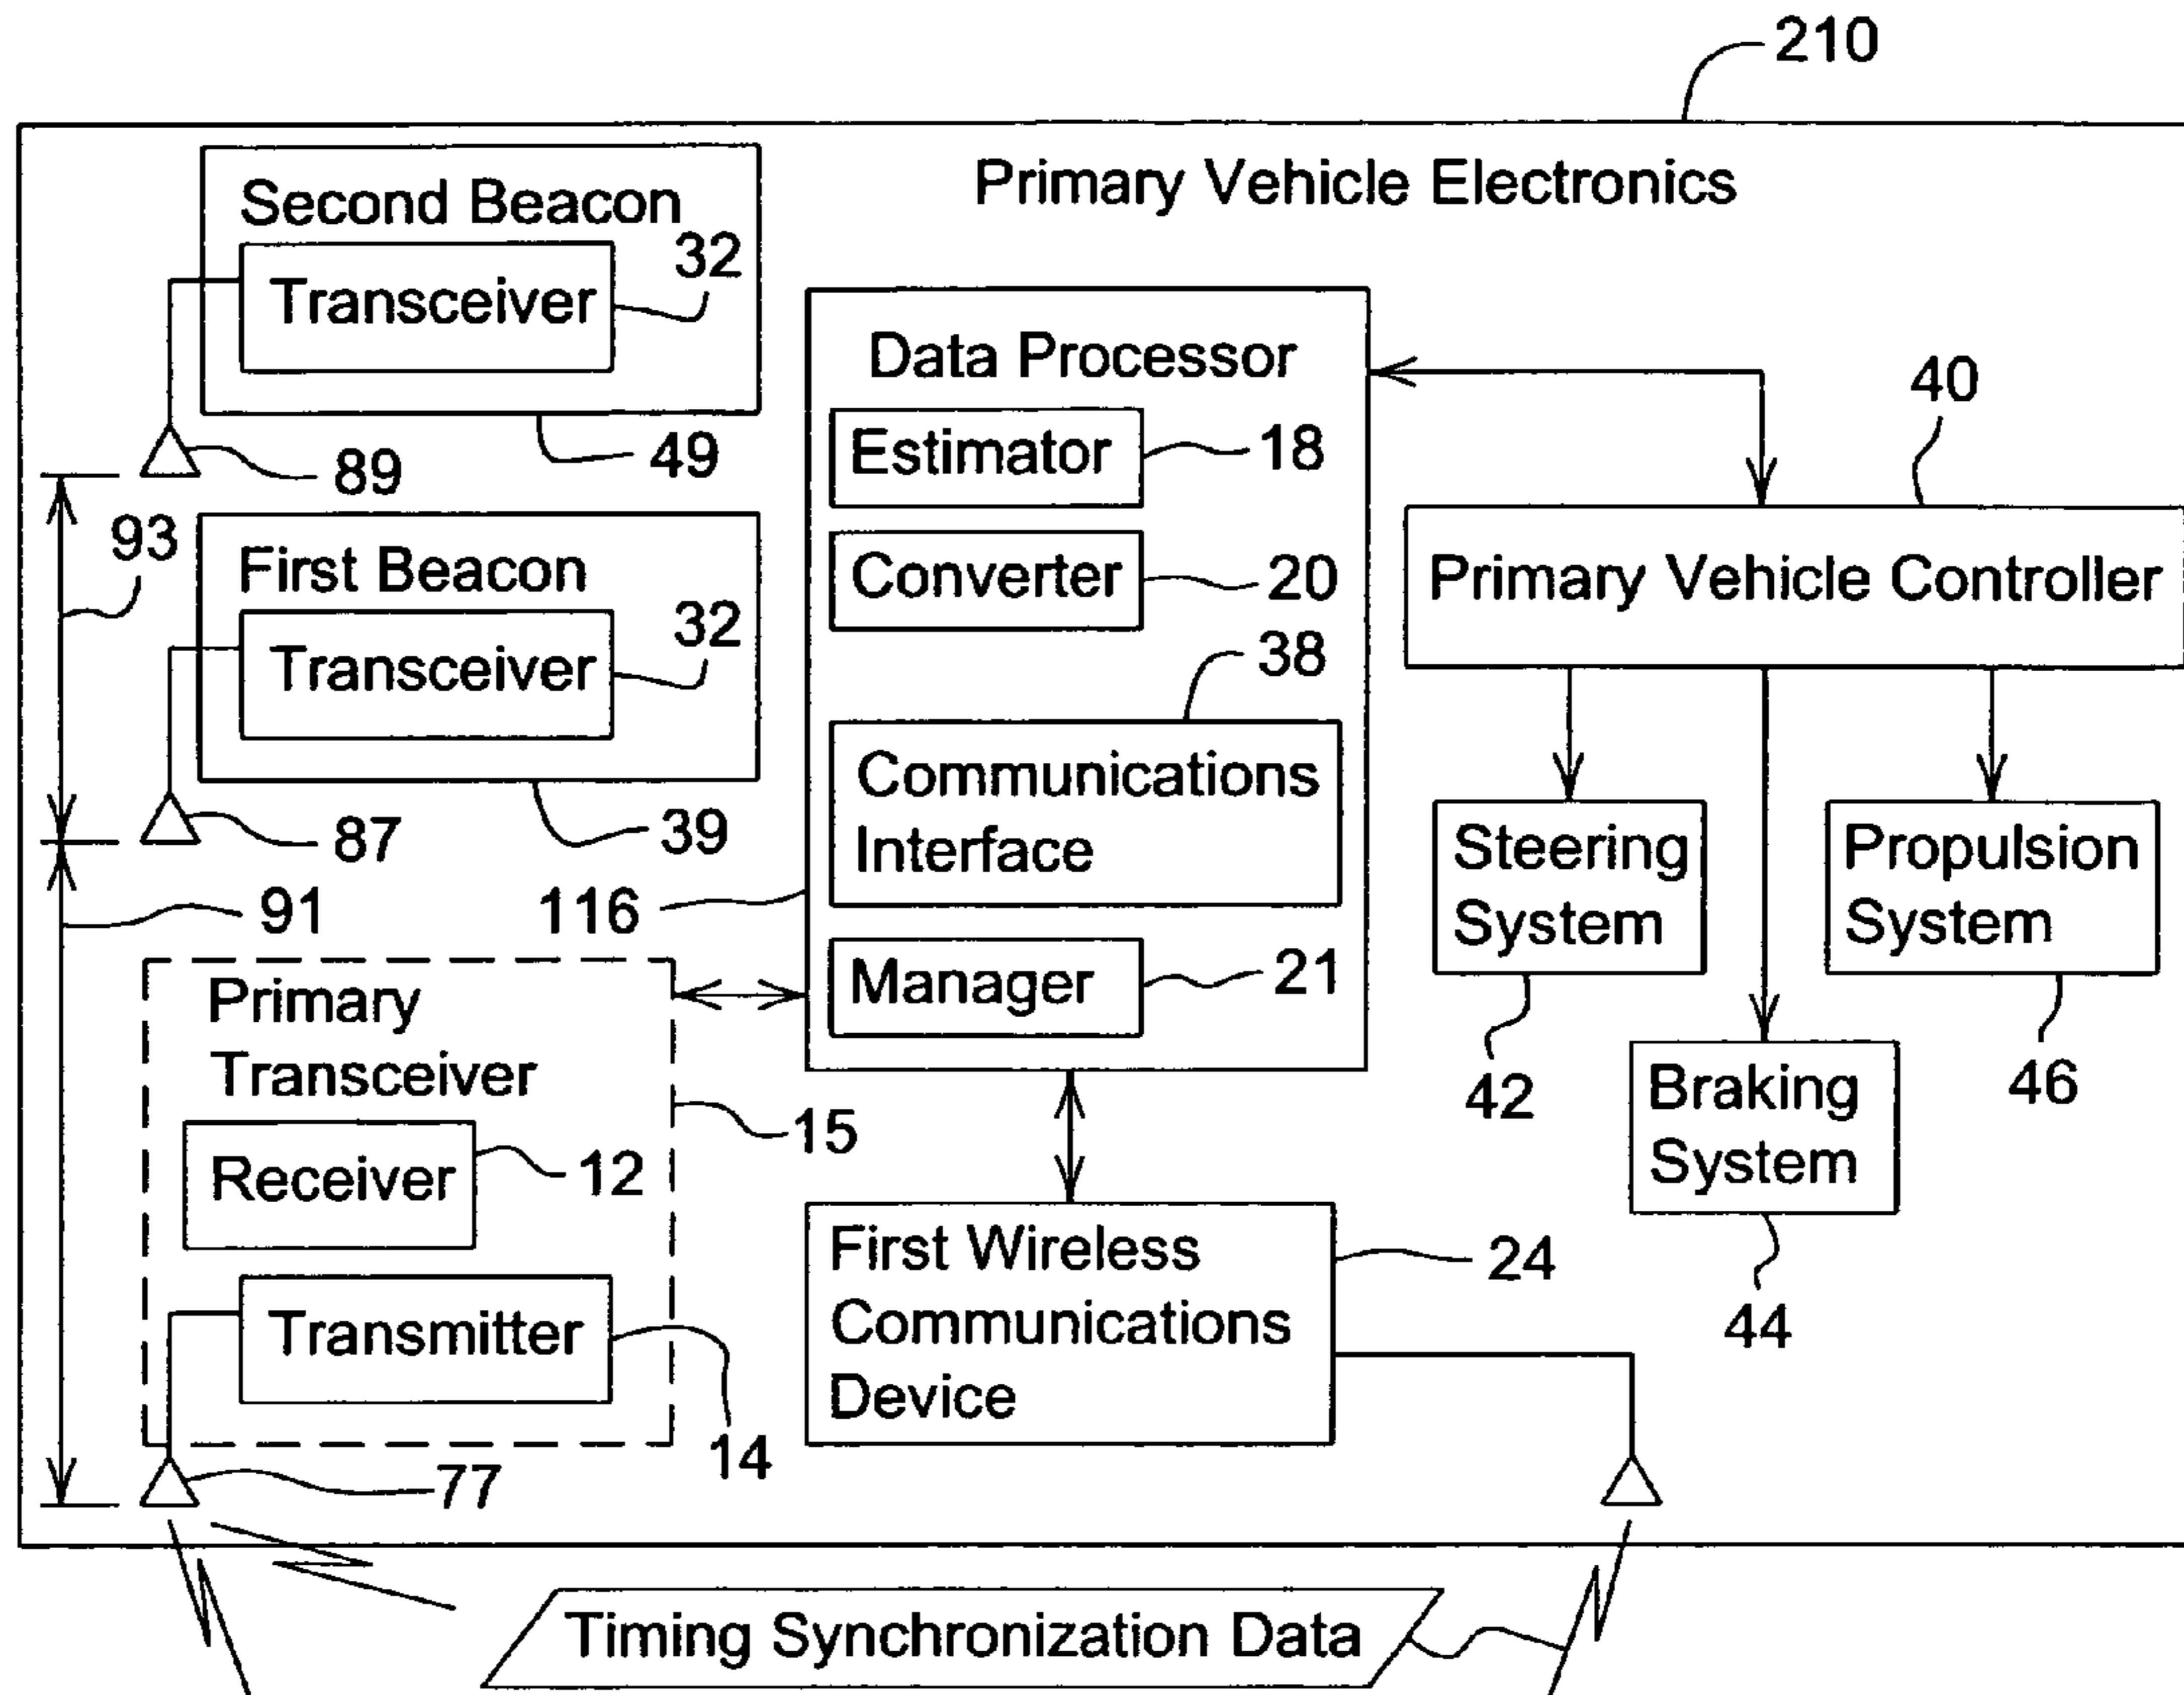 210
Primary Vehicle Electronics
Second Beacon
32
Transceiver
89
49
93
First Beacon
32
Transceiver
87
39
91
Data Processor
Estimator
18
Converter
20
38
Communications
Interface
116
Manager
21
40
Primary Vehicle Controller
Steering
System
42
Propulsion
System
46
Braking
System
44
Primary
Transceiver
15
Receiver
12
Transmitter
14
77
First Wireless
Communications
Device
24
Timing Synchronization Data